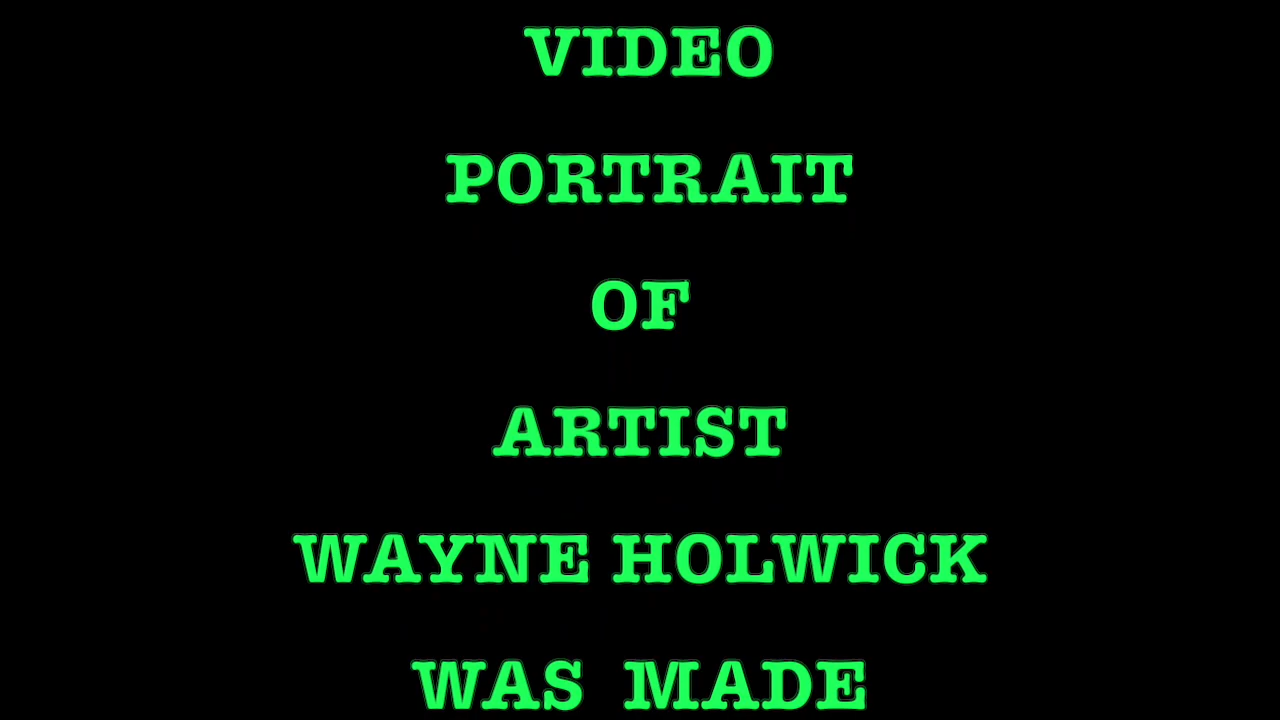 VIDEO
PORTRAIT
OF
ARTIST
WAYNE HOLWICK
WAS MADE